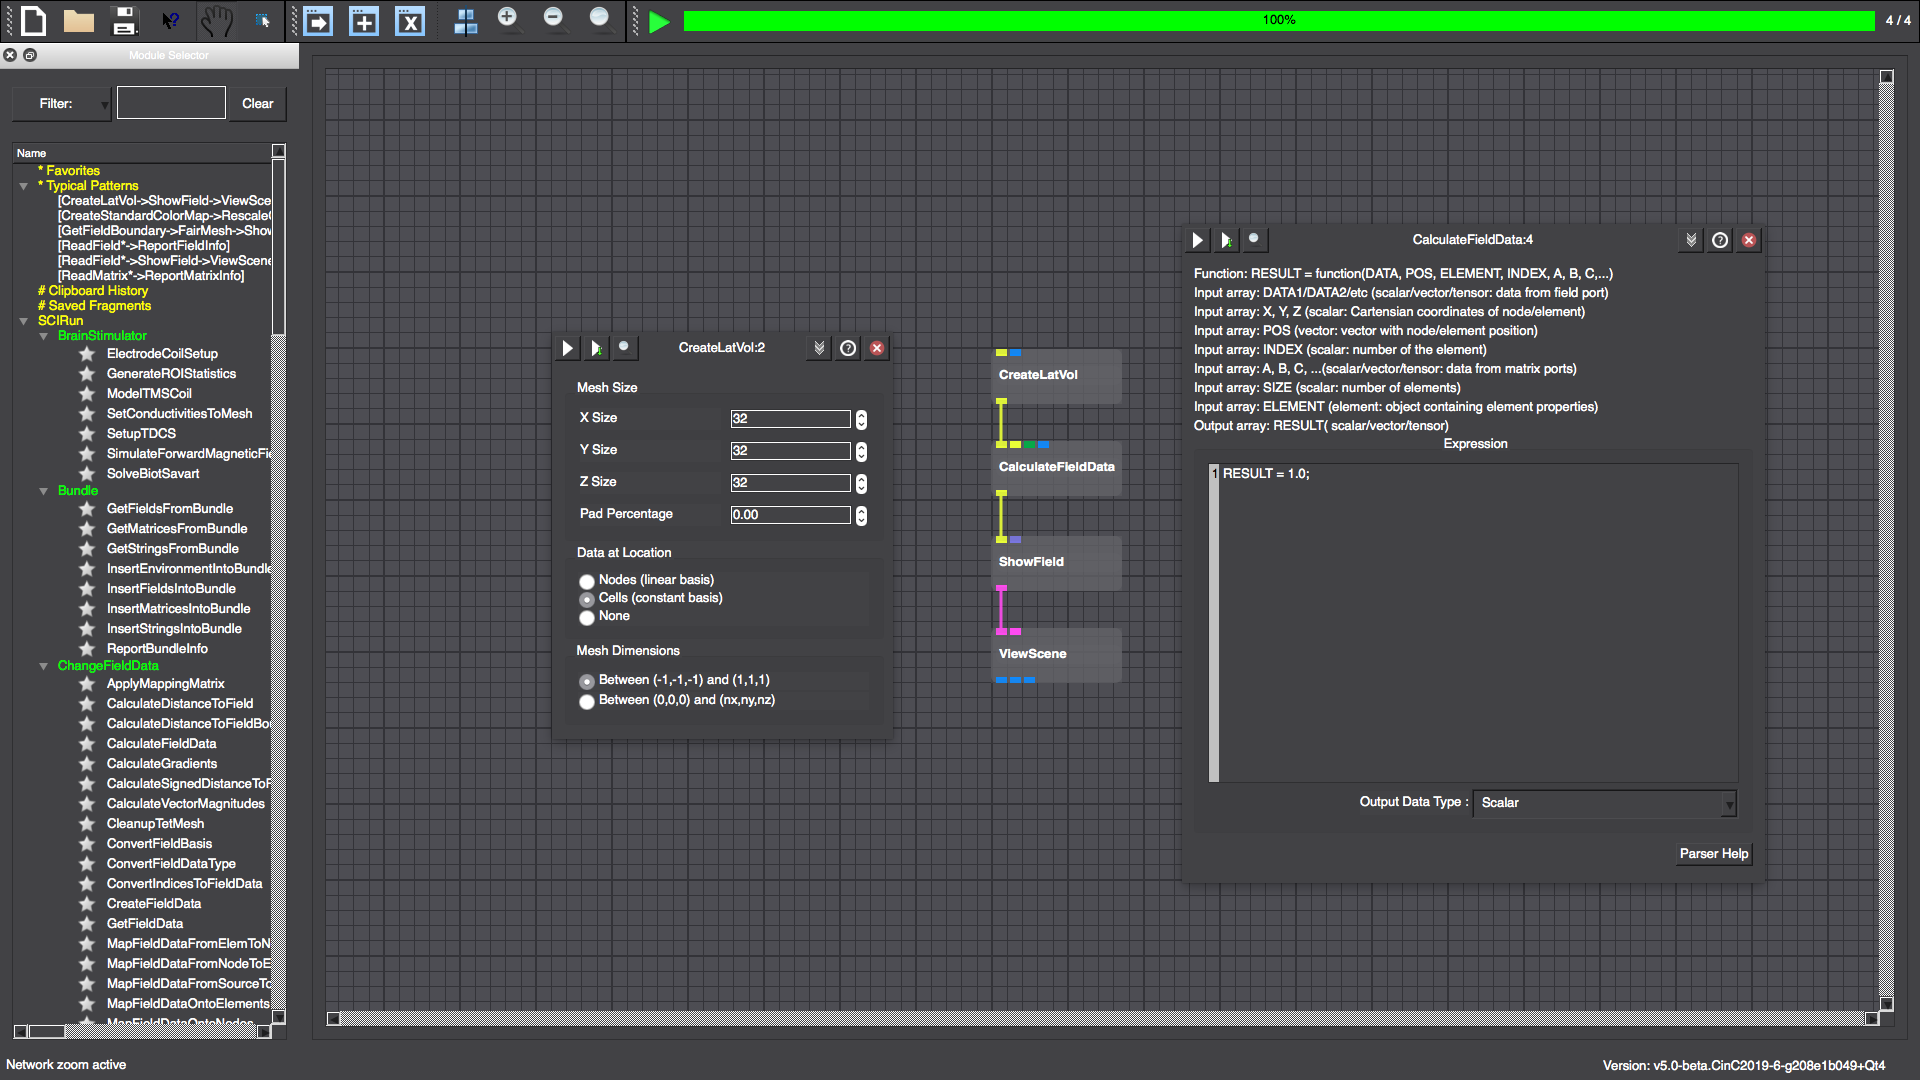 100%
4 / 4
Module Selector
Filter:
Clear
Name
* Favorites
* Typical Patterns
[CreateLatVol->ShowField->ViewSce
[CreateStandardColorMap->Rescale
[GetFieldBoundary->FairMesh->Sho
[ReadField*->ReportFieldInfo]
[ReadField*->ShowField->ViewScene
[ReadMatrix*->ReportMatrixInfo]
# Clipboard History
# Saved Fragments
SCIRun
BrainStimulator
ElectrodeCoilSetup
GenerateROIStatistics
ModelTMSCoil
SetConductivitiesToMesh
SetupTDCS
SimulateForwardMagneticFie
SolveBiotSavart
Bundle
GetFieldsFromBundle
GetMatricesFromBundle
GetStringsFromBundle
InsertEnvironmentIntoBundle
InsertFieldsIntoBundle
InsertMatricesIntoBundle
InsertStringsIntoBundle
ReportBundleInfo
ChangeFieldData
ApplyMappingMatrix
CalculateDistanceToField
CalculateDistanceToFieldBo
CalculateFieldData
CalculateGradients
CalculateSignedDistanceToF
CalculateVectorMagnitudes
CleanupTetMesh
ConvertFieldBasis
ConvertFieldDataType
ConvertIndicesToFieldData
CreateFieldData
GetFieldData
MapFieldDataFromElemToN
MapFieldDataFromNodeToE
MapFieldDataFromSourceTo
MapFieldDataOntoElements
MapFieldDataOntoNodes
CreateLatVol:2
Mesh Size
X Size
32
Y Size
32
Z Size
32
Pad Percentage
0.00
Data at Location
Nodes (linear basis)
Cells (constant basis)
None
Mesh Dimensions
Between (-1,-1,-1) and (1,1,1)
Between (0,0,0) and (nx,ny,nz)
CreateLatVol
CalculateFieldData
ShowField
ViewScene
CalculateFieldData:4
Function: RESULT = function(DATA, POS, ELEMENT, INDEX, A, B, C,...)
Input array: DATA1/DATA2/etc (scalar/vector/tensor: data from field port)
Input array: X, Y, Z (scalar: Cartensian coordinates of node/element)
Input array: POS (vector: vector with node/element position)
Input array: INDEX (scalar: number of the element)
Input array: A, B, C, ...(scalar/vector/tensor: data from matrix ports)
Input array: SIZE (scalar: number of elements)
Input array: ELEMENT (element: object containing element properties)
Output array: RESULT( scalar/vector/tensor)
Expression
1 RESULT = 1.0;
Output Data Type : Scalar
Parser Help
Network zoom active
Version: v5.0-beta.CinC2019-6-g208e1b049+Qt4